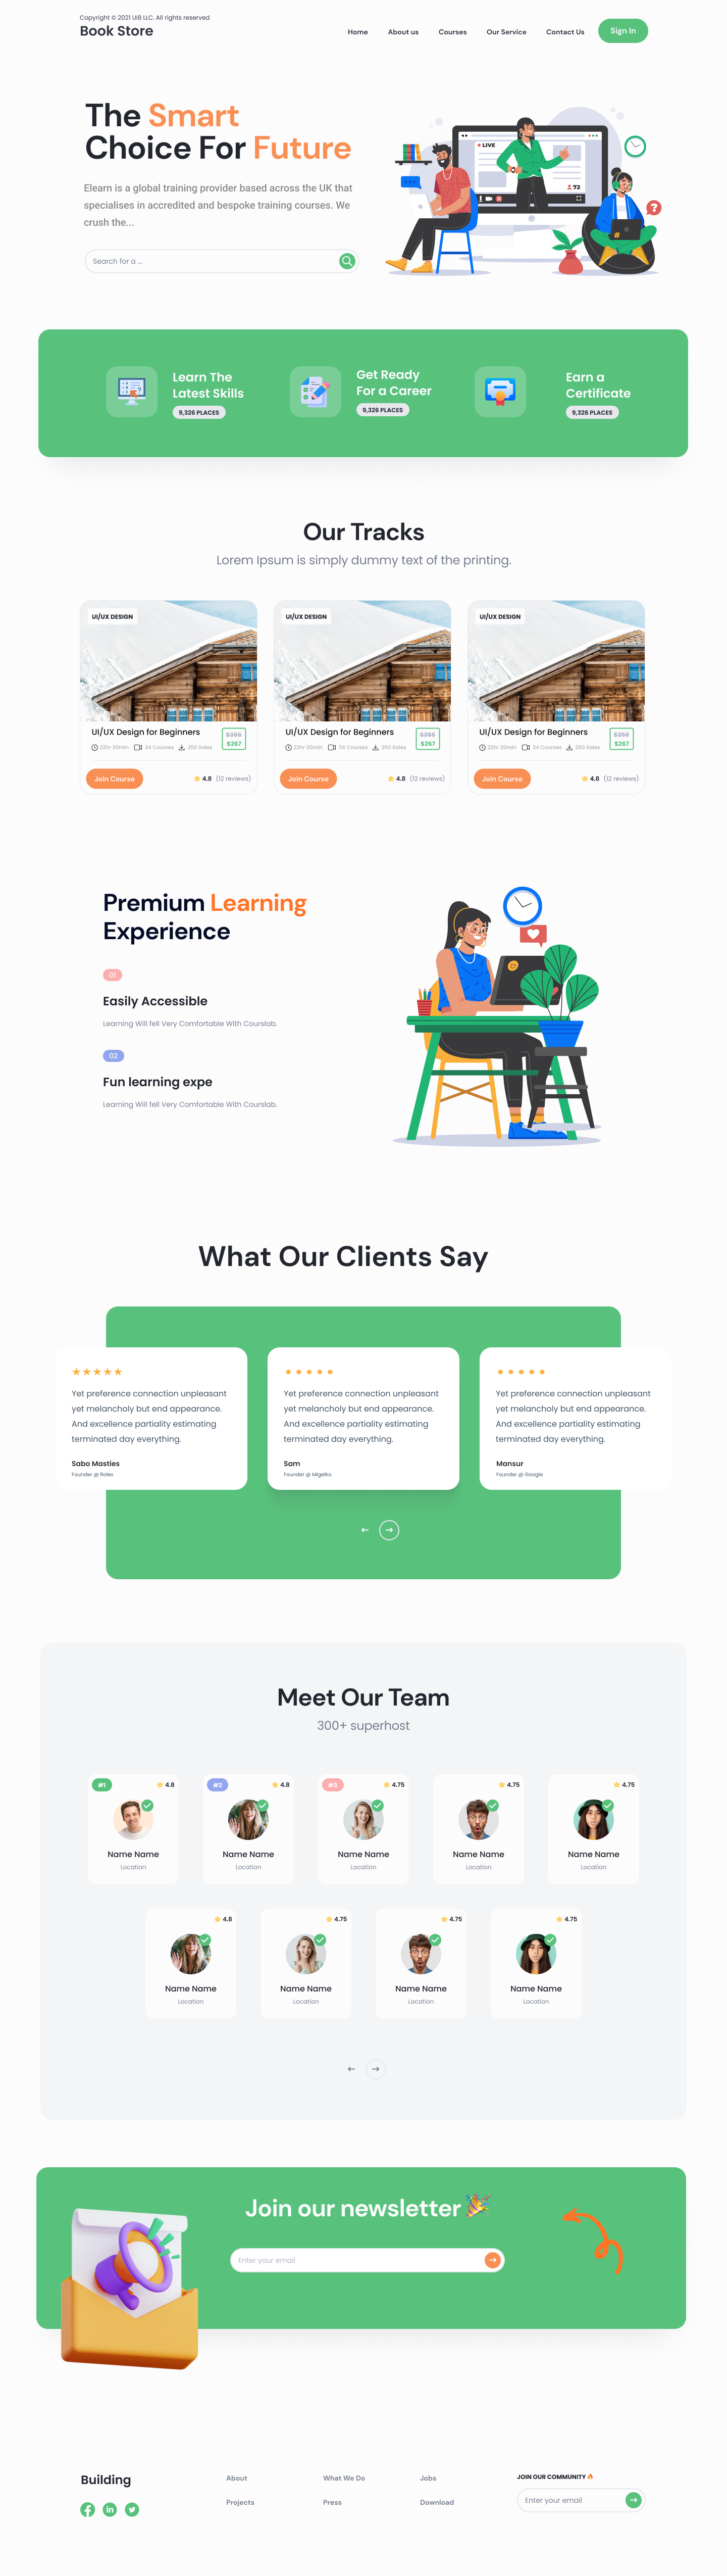 Copyright © 2021 UI8 LLC. All rights reserved
Book Store
Home
About us
Courses
Our Service
Contact Us
Sign In
The Smart
Choice For Future
Elearn is a global training provider based across the UK that
specialises in accredited and bespoke training courses. We
crush the...
Search for a ...
LIVE
72
?
#
Learn The
Latest Skills
9,326 PLACES
Get Ready
For a Career
9,326 PLACES
Earn a
Certificate
9,326 PLACES
Our Tracks
Lorem Ipsum is simply dummy text of the printing.
UI/UX DESIGN
UI/UX Design for Beginners
22hr 30min
34 Courses
250 Sales
$356
$267
Join Course
4.8 (12 reviews)
UI/UX DESIGN
UI/UX Design for Beginners
22hr 30min
34 Courses
250 Sales
$356
$267
Join Course
4.8 (12 reviews)
UI/UX DESIGN
UI/UX Design for Beginners
22hr 30min
34 Courses
250 Sales
$356
$267
Join Course
4.8 (12 reviews)
Premium Learning
Experience
01
Easily Accessible
Learning Will fell Very Comfortable With Courslab.
02
Fun learning expe
Learning Will fell Very Comfortable With Courslab.
What Our Clients Say
Yet preference connection unpleasant
yet melancholy but end appearance.
And excellence partiality estimating
terminated day everything.
Sabo Masties
Founder @ Rolex
Yet preference connection unpleasant
yet melancholy but end appearance.
And excellence partiality estimating
terminated day everything.
Sam
Founder @ Migelko
Yet preference connection unpleasant
yet melancholy but end appearance.
And excellence partiality estimating
terminated day everything.
Mansur
Founder @ Google
Meet Our Team
300+ superhost
#1
4.8
Name Name
Location
#2
4.8
Name Name
Location
#3
4.75
Name Name
Location
4.75
Name Name
Location
4.75
Name Name
Location
4.8
Name Name
Location
4.75
Name Name
Location
4.75
Name Name
Location
4.75
Name Name
Location
Join our newsletter 🎉
Enter your email
Building
About
What We Do
Jobs
Projects
Press
Download
JOIN OUR COMMUNITY 🔥
Enter your email